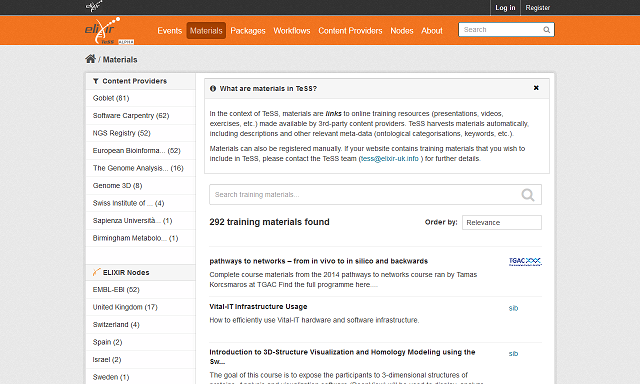 Log in
Register
elixir
TeSS ALPHA
Events Materials Packages Workflows Content Providers Nodes About
Search
/ Materials
Content Providers
Goblet (81)
Software Carpentry (62)
NGS Registry (52)
European Bioinforma... (52)
The Genome Analysis... (16)
Genome 3D (8)
Swiss Institute of ... (4)
Sapienza Università... (1)
Birmingham Metabolo... (1)
ELIXIR Nodes
EMBL-EBI (52)
United Kingdom (17)
Switzerland (4)
Spain (2)
Israel (2)
Sweden (1)
What are materials in TeSS?
In the context of TeSS, materials are links to online training resources (presentations, videos,
exercises, etc.) made available by 3rd-party content providers. TeSS harvests materials automatically,
including descriptions and other relevant meta-data (ontological categorisations, keywords, etc.).
Materials can also be registered manually. If your website contains training materials that you wish to
include in TeSS, please contact the TeSS team (tess@elixir-uk.info ) for further details.
Search training materials...
292 training materials found
Order by: Relevance
pathways to networks – from in vivo to in silico and backwards
TGAC
Complete course materials from the 2014 pathways to networks course ran by Tamas
Korcsmaros at TGAC Find the full programme here....
Vital-IT Infrastructure Usage
sib
How to efficiently use Vital-IT hardware and software infrastructure.
Introduction to 3D-Structure Visualization and Homology Modeling using the
Sw...
sib
The goal of this course is to expose the participants to 3-dimensional structures of